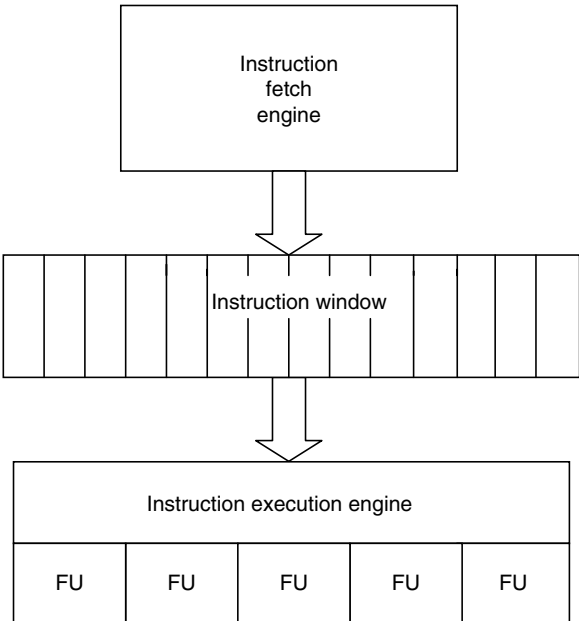 Instruction
fetch
engine
Instruction window
Instruction execution engine
FU FU FU FU FU